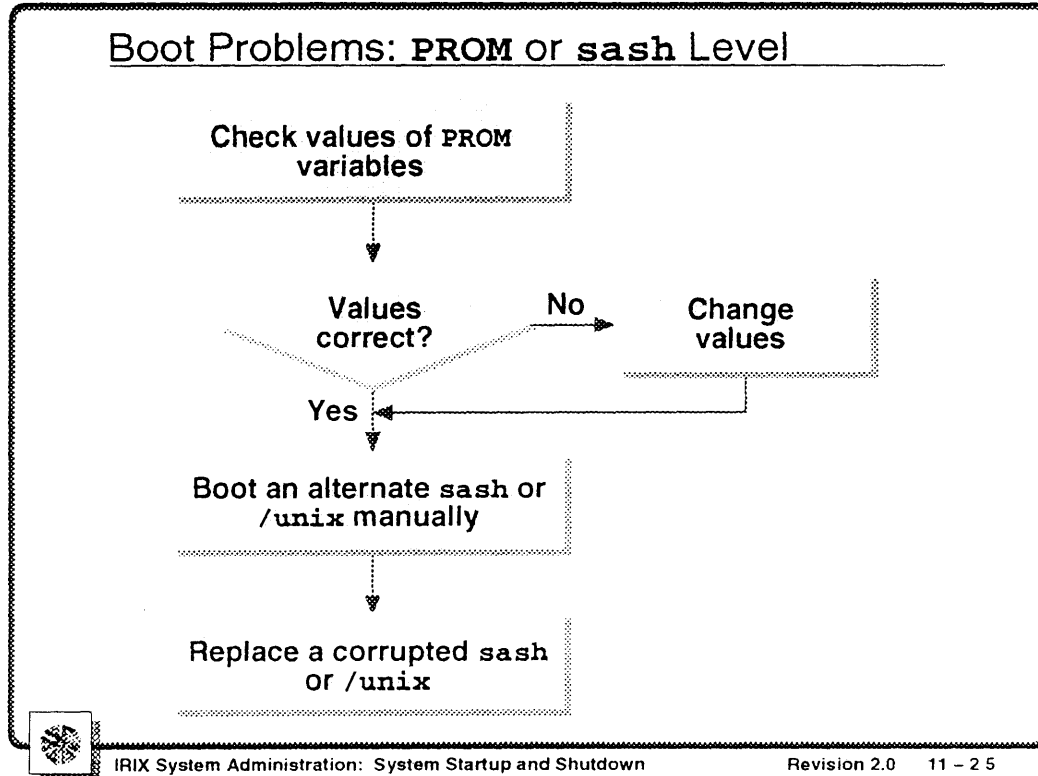 Boot Problems: PROM or sash Level
Check values of PROM
variables
Values
correct?
No
Change
values
Yes
Boot an alternate sash or
/unix manually
Replace a corrupted sash
or /unix
IRIX System Administration: System Startup and Shutdown
Revision 2.0 11 – 25